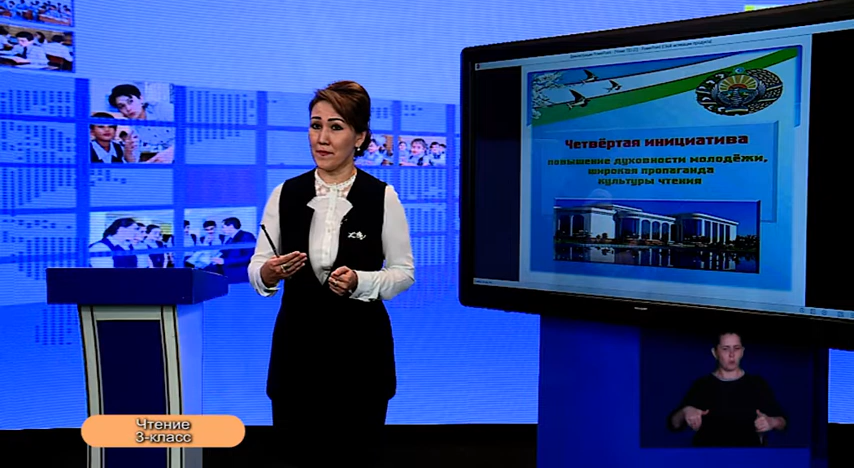 Четвёртая инициатива
повышение духовности молодёжи,
широкая пропаганда
культуры чтения
Чтение
3-класс